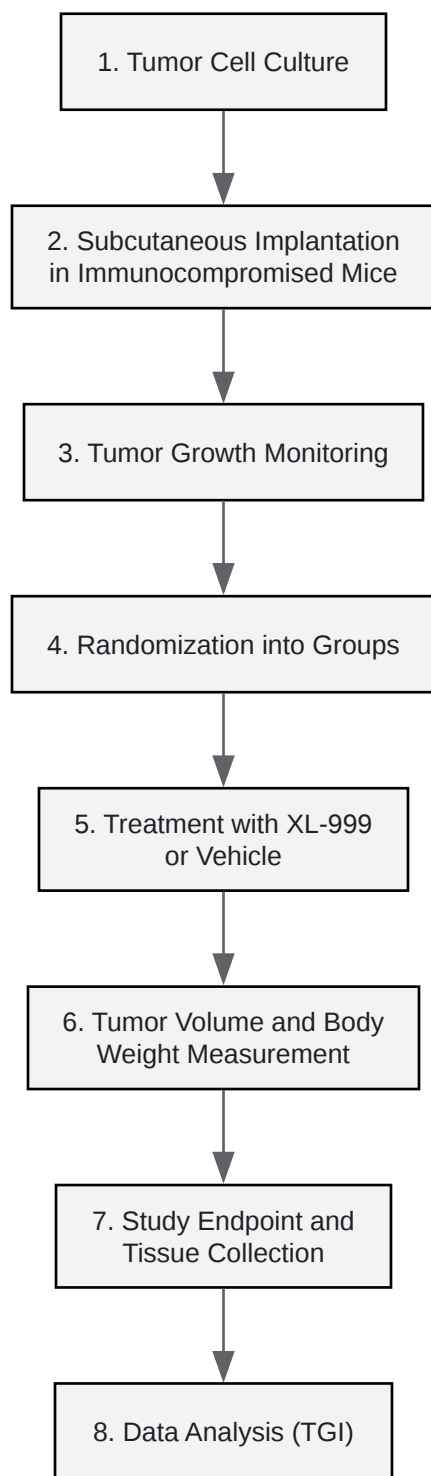 1. Tumor Cell Culture
2. Subcutaneous Implantation
in Immunocompromised Mice
3. Tumor Growth Monitoring
4. Randomization into Groups
5. Treatment with XL-999
or Vehicle
6. Tumor Volume and Body
Weight Measurement
7. Study Endpoint and
Tissue Collection
8. Data Analysis (TGI)